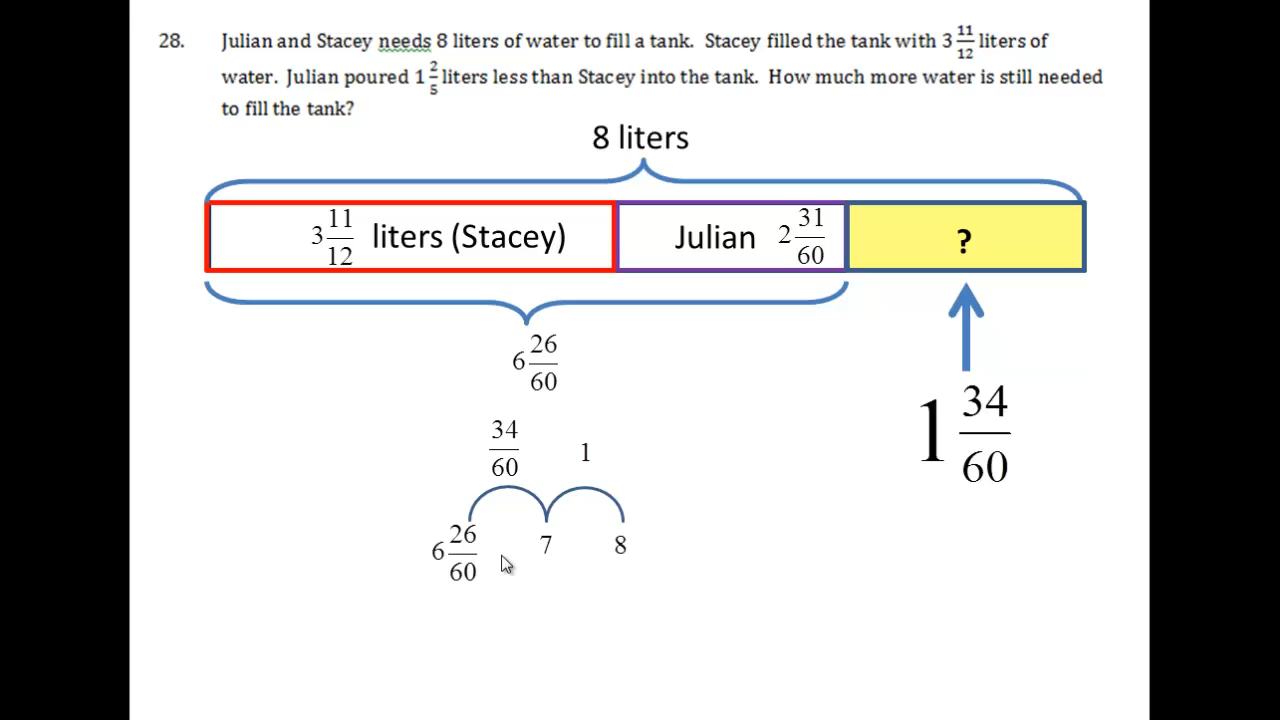 28. Julian and Stacey needs 8 liters of water to fill a tank. Stacey filled the tank with 3 11/12 liters of
water. Julian poured 1 2/5 liters less than Stacey into the tank. How much more water is still needed
to fill the tank?
8 liters
3 11/12 liters (Stacey) Julian 2 31/60 ?
6 26/60
34/60 1
1 34/60
6 26/60 7 8